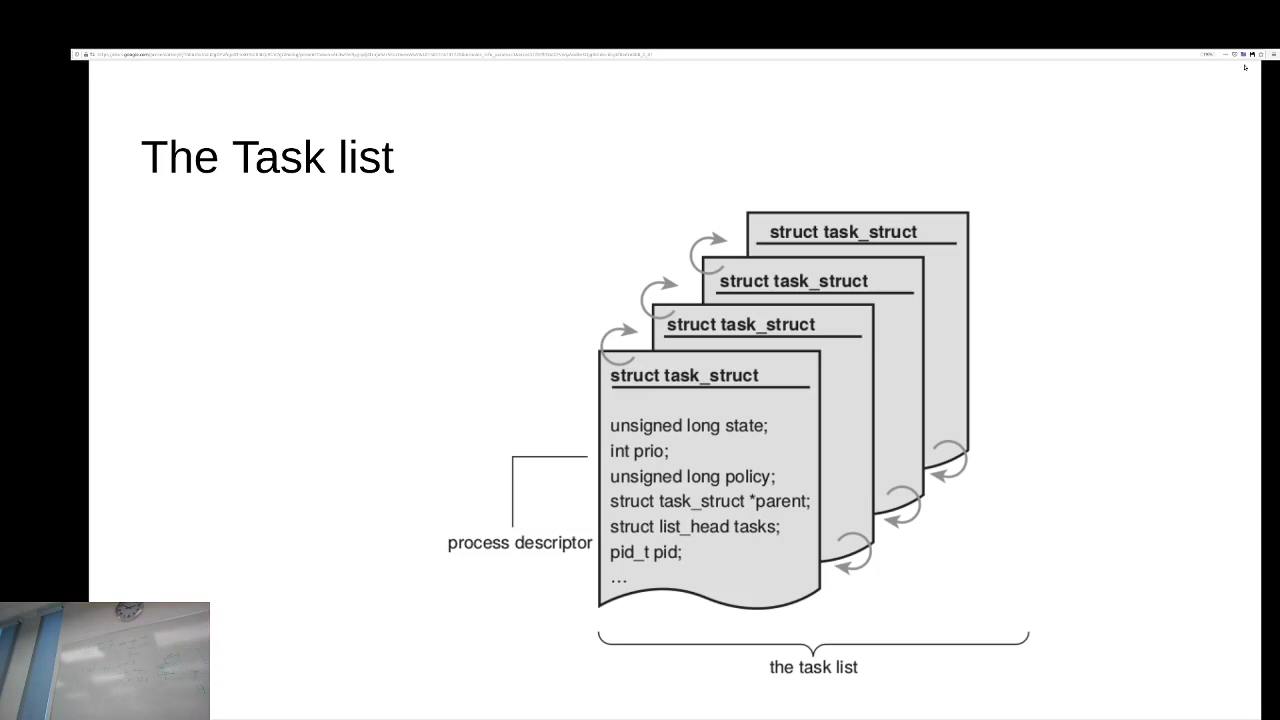 The Task list
struct task_struct
struct task_struct
struct task_struct
struct task_struct
unsigned long state;
int prio;
unsigned long policy;
struct task_struct *parent;
struct list_head tasks;
pid_t pid;
...
process descriptor
the task list